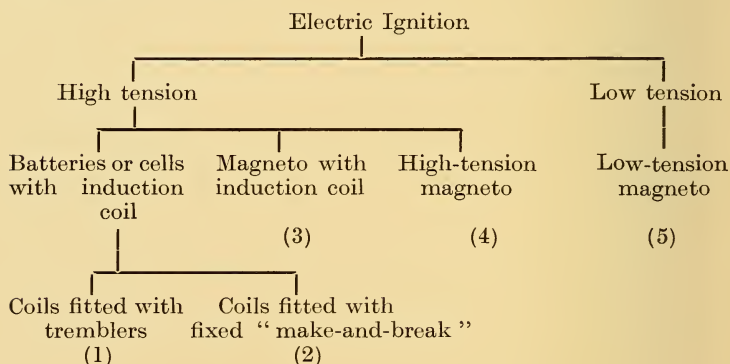 Electric Ignition
High tension Low tension
Batteries or cells Magneto with High-tension Low-tension
with induction induction coil magneto magneto
coil
(3) (4) (5)
Coils fitted with Coils fitted with
tremblers fixed “ make-and-break ”
(1) (2)